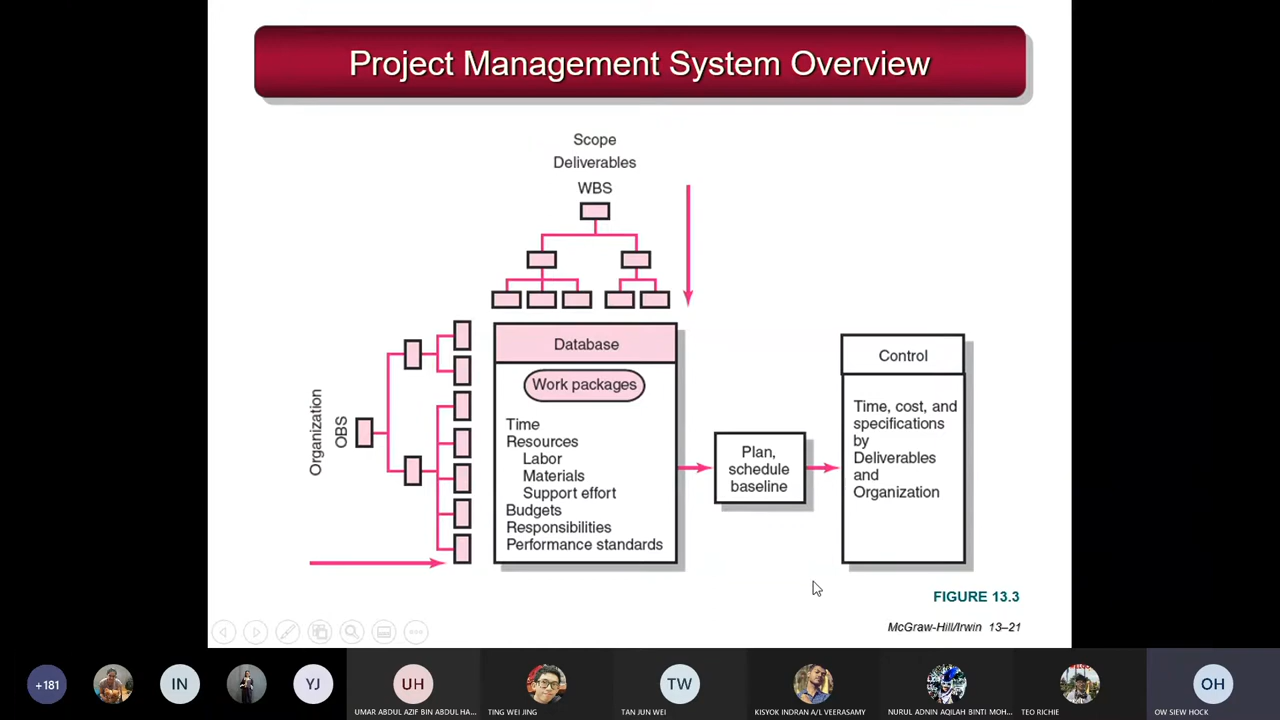 Project Management System Overview
Scope
Deliverables
WBS
Organization
OBS
Database
Work packages
Time
Resources
Labor
Materials
Support effort
Budgets
Responsibilities
Performance standards
Plan,
schedule
baseline
Control
Time, cost, and
specifications
by
Deliverables
and
Organization
FIGURE 13.3
McGraw-Hill/Irwin 13–21
+181
IN
YJ
UH
UMAR ABDUL AZIF BIN ABDUL HA...
TING WEI JING
TW
TAN JUN WEI
KISYOK INDRAN A/L VEERASAMY
NURUL ADNIN AQILAH BINTI MOH...
TEO RICHIE
OH
OW SIEW HOCK